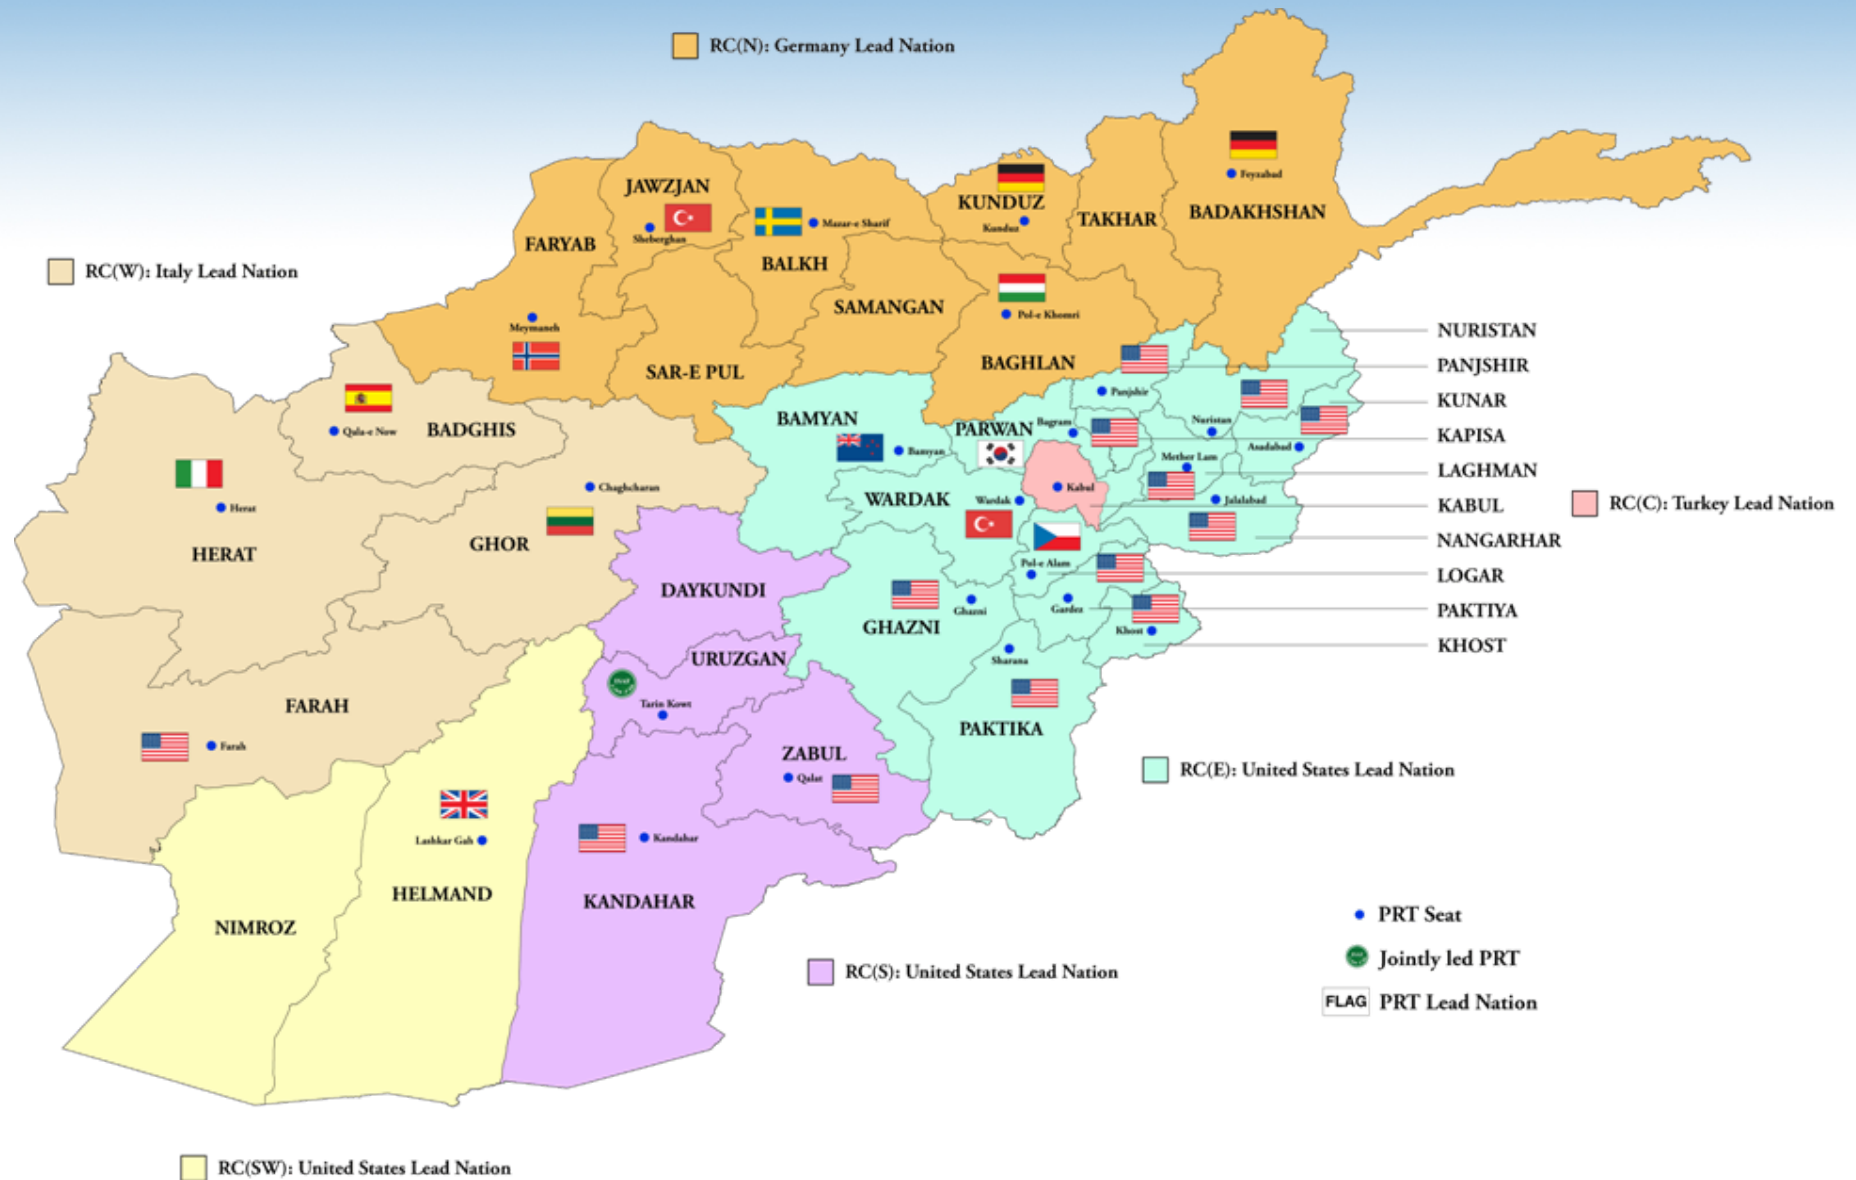 RC(N): Germany Lead Nation
Feyzabad
JAWZJAN
KUNDUZ
BADAKHSHAN
TAKHAR
Mazar-e Sharif
Kunduz
Sheberghan
FARYAB
BALKH
RC(W): Italy Lead Nation
SAMANGAN
Pol-e Khomri
Meymaneh
NURISTAN
BAGHLAN
PANJSHIR
SAR-E PUL
Panjshir
KUNAR
BAMYAN
Nuristan
Bagram
PARWAN
BADGHIS
Qala-e Now
KAPISA
Asadabad
Bamyan
Mether Lam
LAGHMAN
Chaghcharan
Kabul
WARDAK
Wardak
Jalalabad
KABUL
RC(C): Turkey Lead Nation
Herat
NANGARHAR
GHOR
HERAT
Pol-e Alam
LOGAR
DAYKUNDI
Ghazni
Gardez
PAKTIYA
GHAZNI
Khost
KHOST
URUZGAN
Sharana
ISAF
Tarin Kowt
FARAH
PAKTIKA
Farah
ZABUL
Qalat
RC(E): United States Lead Nation
Lashkar Gah
Kandahar
HELMAND
KANDAHAR
PRT Seat
NIMROZ
Jointly led PRT
RC(S): United States Lead Nation
FLAG PRT Lead Nation
RC(SW): United States Lead Nation